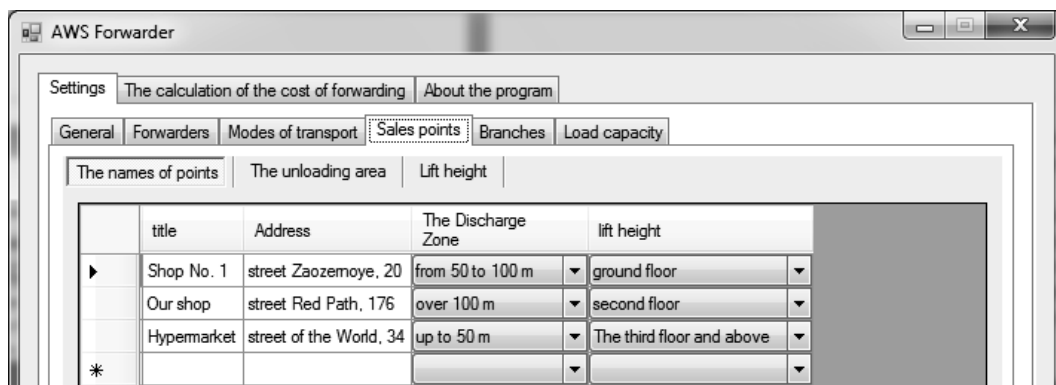 AWS Forwarder
Settings The calculation of the cost of forwarding About the program
General Forwarders Modes of transport Sales points Branches Load capacity
The names of points The unloading area Lift height
title Address The Discharge Zone lift height
Shop No. 1 street Zaozernoye, 20 from 50 to 100 m ground floor
Our shop street Red Path, 176 over 100 m second floor
Hypermarket street of the World, 34 up to 50 m The third floor and above